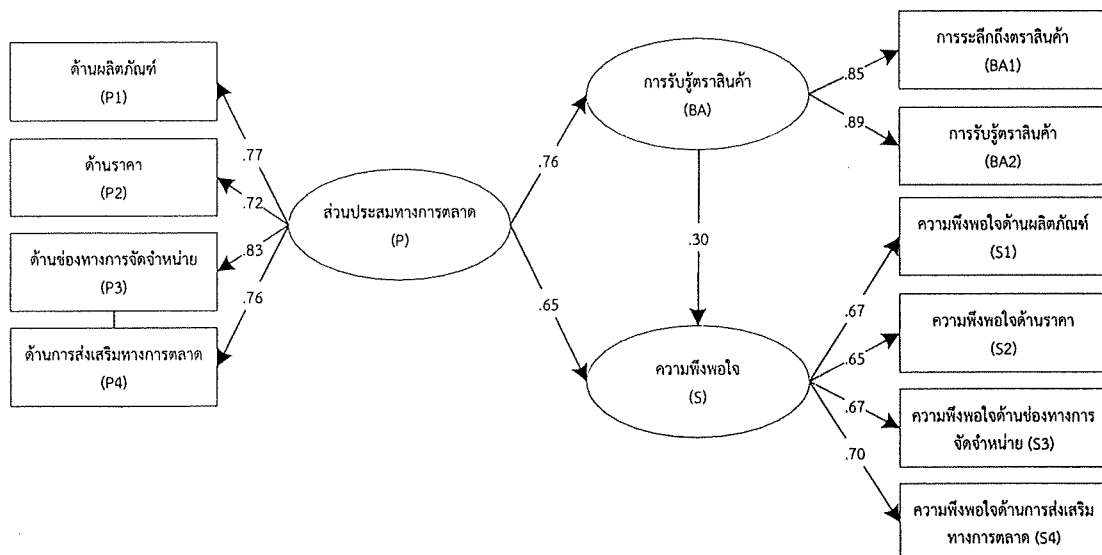 ด้านผลิตภัณฑ์
(P1)
ด้านราคา
(P2)
ด้านช่องทางการจัดจำหน่าย
(P3)
ด้านการส่งเสริมทางการตลาด
(P4)
.77
.72
.83
.76
ส่วนประสมทางการตลาด
(P)
.76
.65
การรับรู้ตราสินค้า
(BA)
.30
ความพึงพอใจ
(S)
.85
.89
.67
.65
.67
.70
การระลึกถึงตราสินค้า
(BA1)
การรับรู้ตราสินค้า
(BA2)
ความพึงพอใจด้านผลิตภัณฑ์
(S1)
ความพึงพอใจด้านราคา
(S2)
ความพึงพอใจด้านช่องทางการ
จัดจำหน่าย (S3)
ความพึงพอใจด้านการส่งเสริม
ทางการตลาด (S4)